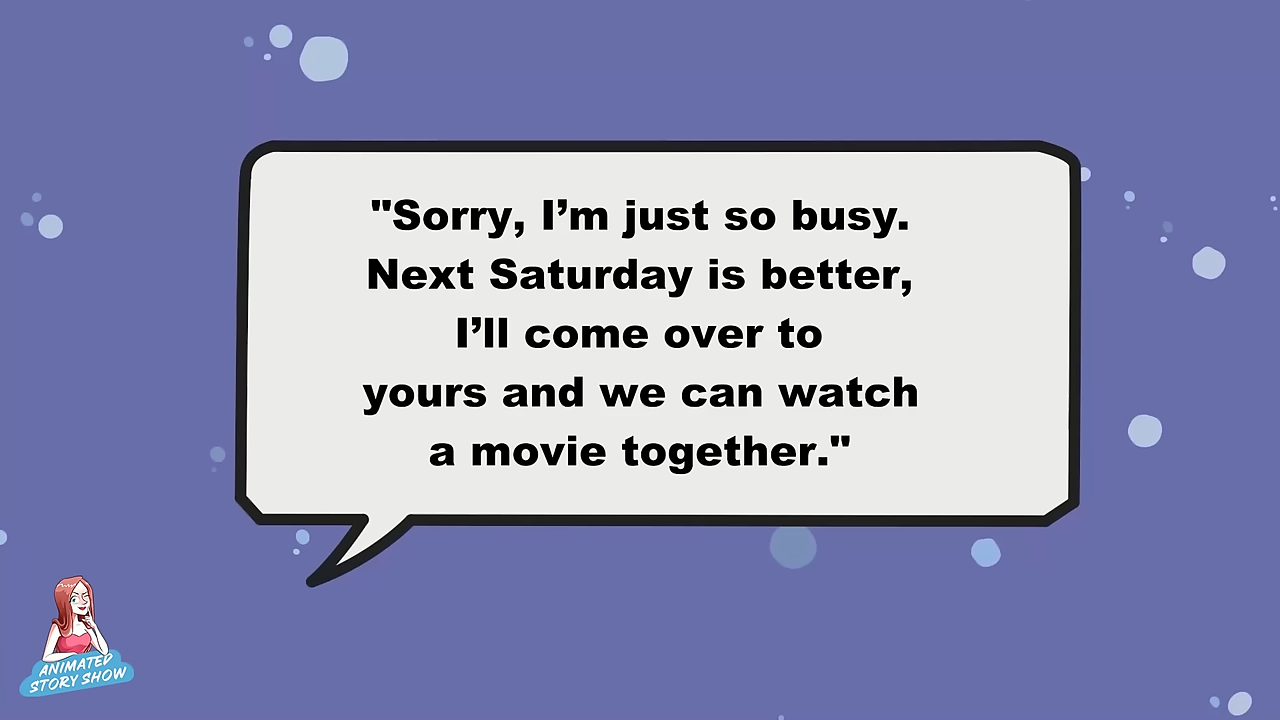 "Sorry, I’m just so busy.
Next Saturday is better,
I’ll come over to
yours and we can watch
a movie together."
ANIMATED
STORY SHOW